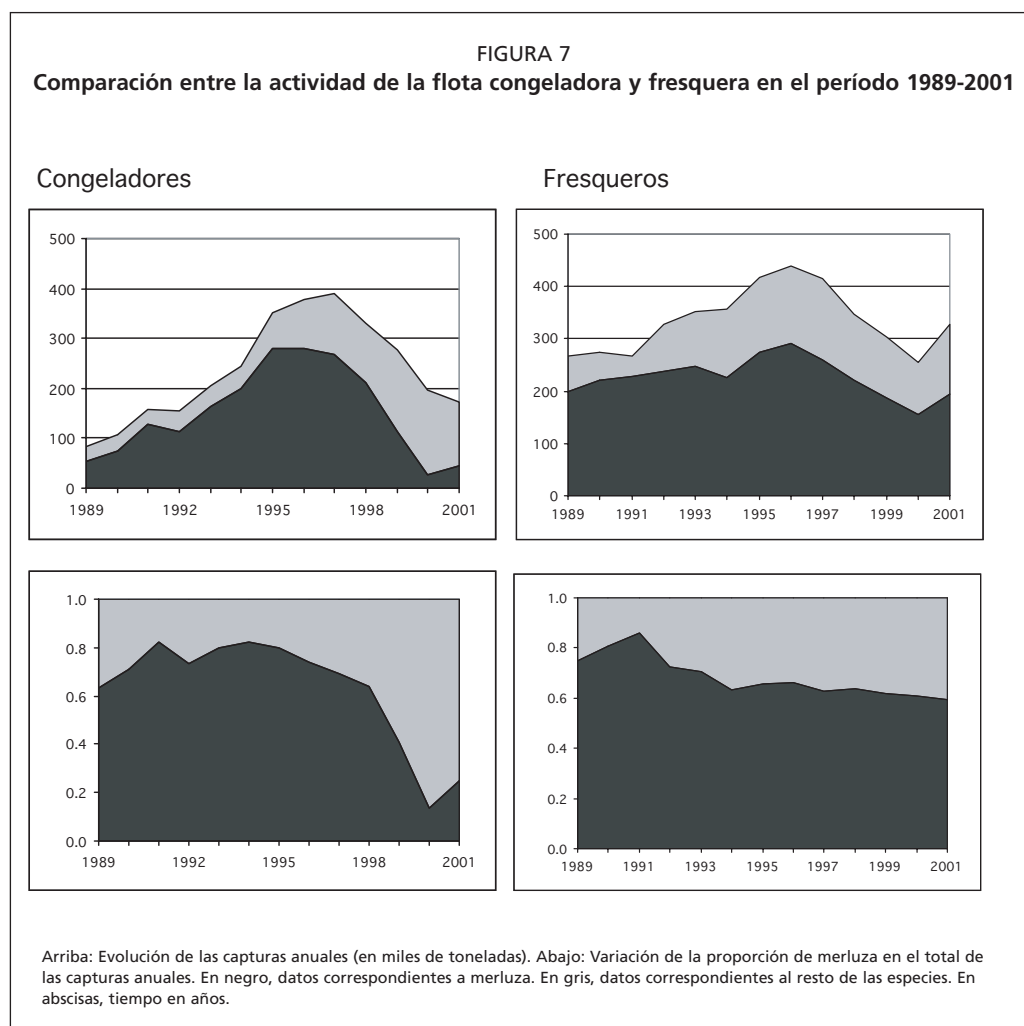 FIGURA 7
Comparación entre la actividad de la flota congeladora y fresquera en el período 1989-2001
Congeladores
Fresqueros
500
400
300
200
100
0
1989 1992 1995 1998 2001
500
400
300
200
100
0
1989 1991 1993 1995 1997 1999 2001
1.0
0.8
0.6
0.4
0.2
0.0
1989 1992 1995 1998 2001
1.0
0.8
0.6
0.4
0.2
0.0
1989 1991 1993 1995 1997 1999 2001
Arriba: Evolución de las capturas anuales (en miles de toneladas). Abajo: Variación de la proporción de merluza en el total de
las capturas anuales. En negro, datos correspondientes a merluza. En gris, datos correspondientes al resto de las especies. En
abscisas, tiempo en años.